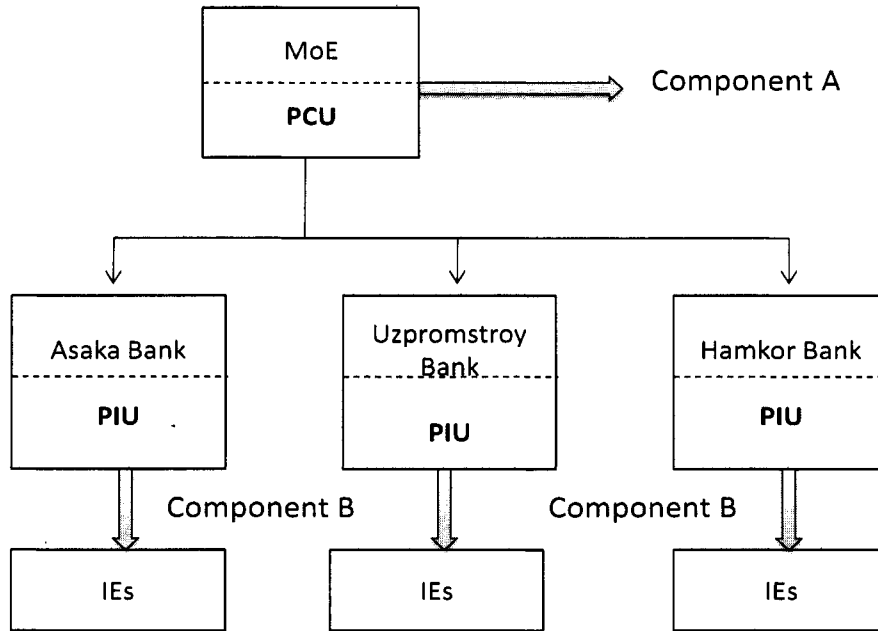 MoE
Component A
PCU
Asaka Bank
Uzpromstroy
Bank
Hamkor Bank
PIU
PIU
PIU
Component B
Component B
IEs
IEs
IEs